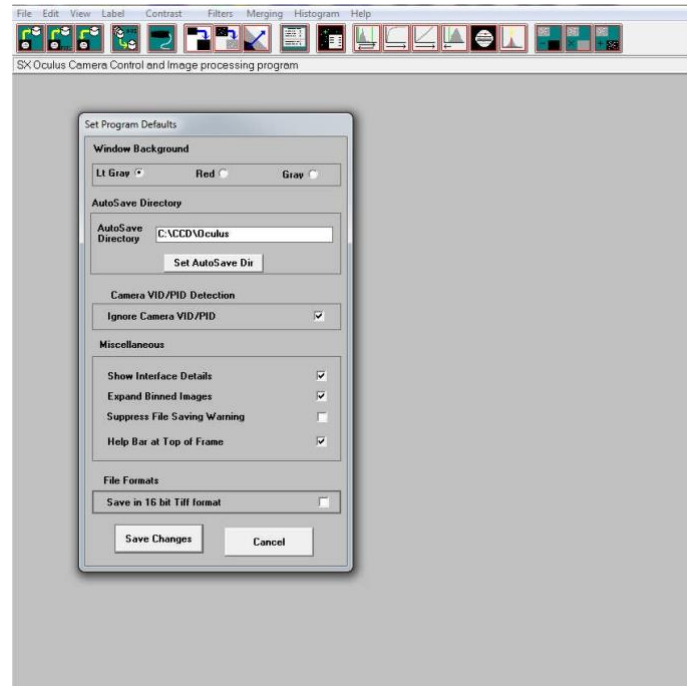 File Edit View Label Contrast Filters Merging Histogram Help
SX Oculus Camera Control and Image processing program
Set Program Defaults
Window Background
Lt Gray Red Gray
AutoSave Directory
AutoSave Directory C:\CCD\Oculus
Set AutoSave Dir
Camera VID/PID Detection
Ignore Camera VID/PID
Miscellaneous
Show Interface Details
Expand Binned Images
Suppress File Saving Warning
Help Bar at Top of Frame
File Formats
Save in 16 bit Tiff format
Save Changes Cancel